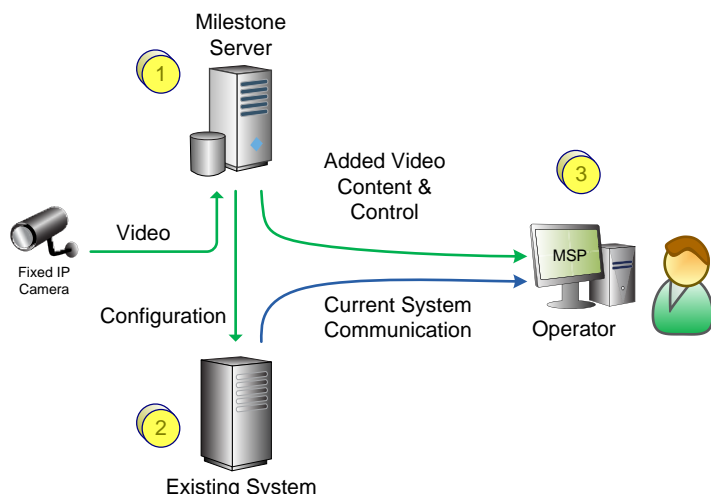 Milestone
Server
1
Added Video
Content &
Control
3
Video
Fixed IP
Camera
MSP
Configuration
Current System
Communication
Operator
2
Existing System